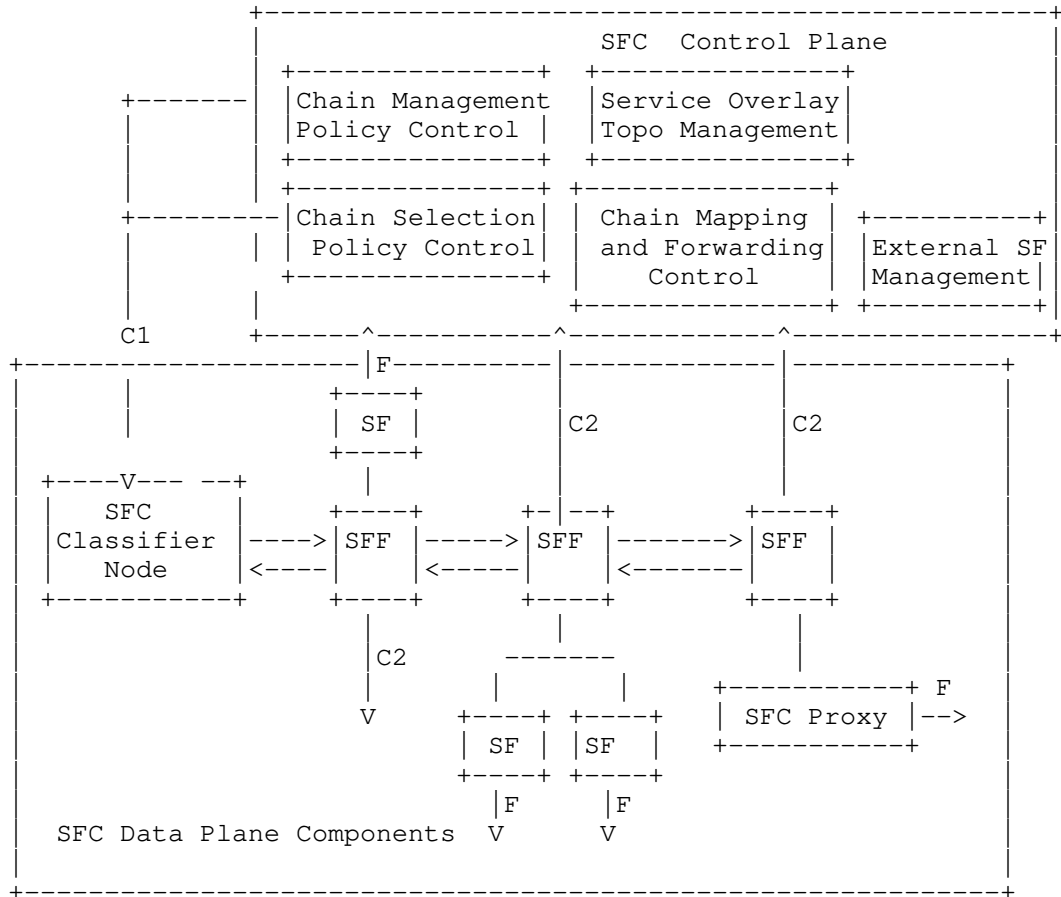 SFC Control Plane
Chain Management Service Overlay
Policy Control Topo Management
Chain Selection Chain Mapping
Policy Control and Forwarding External SF
Control Management
C1
F
SF C2 C2
V
SFC
Classifier SFF SFF SFF
Node
C2
F
V SFC Proxy
SF SF
F F
SFC Data Plane Components V V